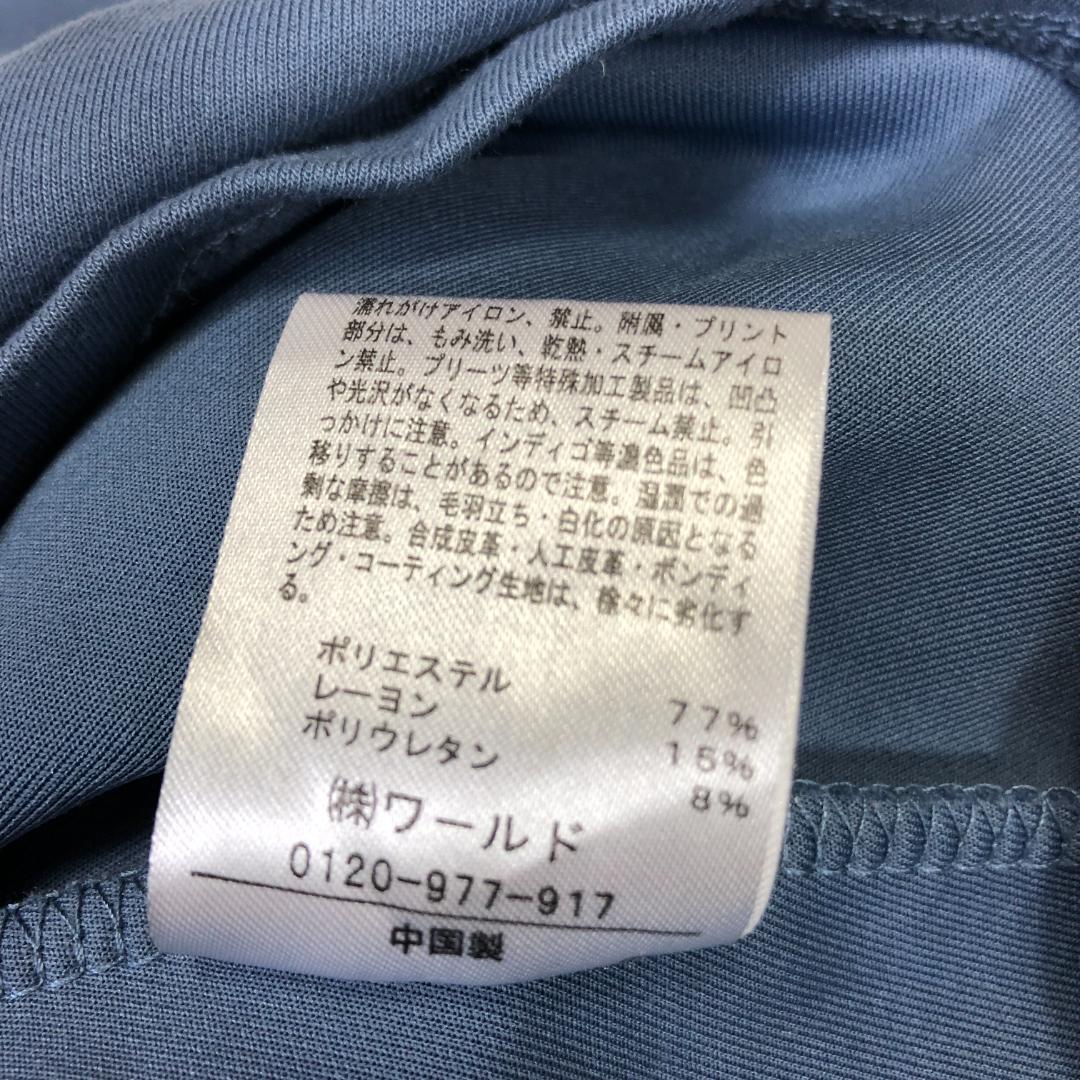 濡れがけアイロン、禁止。附属・プリント
部分は、もみ洗い、乾熱・スチームアイロ
ン禁止。プリーツ等特殊加工製品は、凹凸
や光沢がなくなるため、スチーム禁止。引
っかけに注意。インディゴ等濃色品は、色
移りすることがあるので注意。湿潤での過
剰な摩擦は、毛羽立ち・白化の原因となる
ため注意。合成皮革・人工皮革・ボンディ
ング・コーティング生地は、徐々に劣化す
る。
ポリエステル 77%
レーヨン 15%
ポリウレタン 8%
㈱ワールド
0120-977-917
中国製